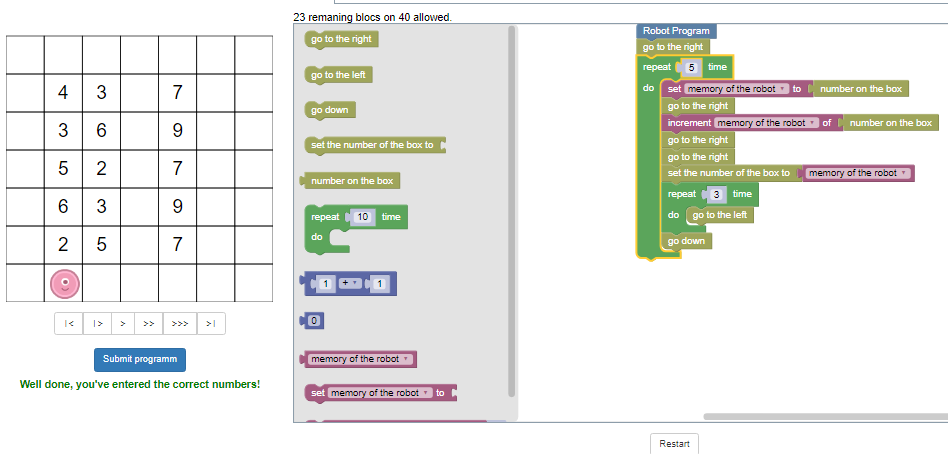 23 remaning blocs on 40 allowed.
4 3 7
3 6 9
5 2 7
6 3 9
2 5 7
|<
|>
>
>>
>>>
>|
Submit programm
Well done, you've entered the correct numbers!
go to the right
go to the left
go down
set the number of the box to
number on the box
repeat 10 time
do
1 + 1
0
memory of the robot
set memory of the robot to
Robot Program
go to the right
repeat 5 time
do set memory of the robot to number on the box
go to the right
increment memory of the robot of number on the box
go to the right
go to the right
set the number of the box to memory of the robot
repeat 3 time
do go to the left
go down
Restart